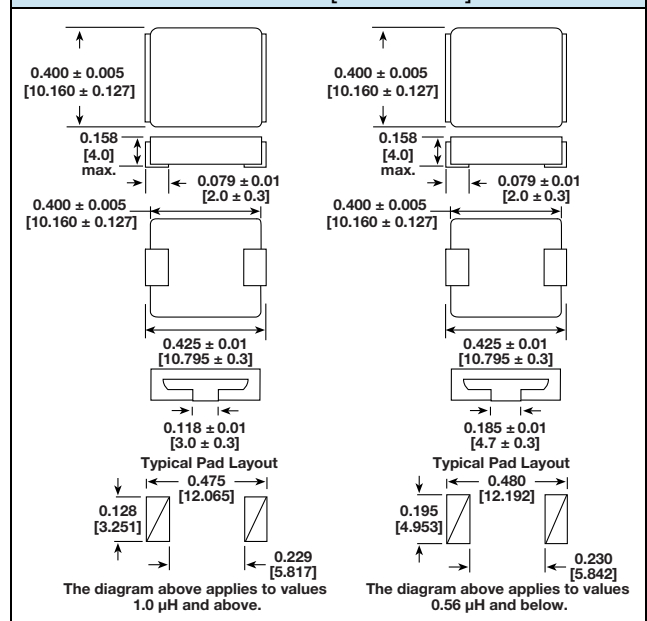 0.400 ± 0.005
[10.160 ± 0.127]
0.158
[4.0]
max.
0.079 ± 0.01
[2.0 ± 0.3]
0.400 ± 0.005
[10.160 ± 0.127]
0.425 ± 0.01
[10.795 ± 0.3]
0.118 ± 0.01
[3.0 ± 0.3]
Typical Pad Layout
0.475
[12.065]
0.128
[3.251]
0.229
[5.817]
The diagram above applies to values
1.0 µH and above.
0.400 ± 0.005
[10.160 ± 0.127]
0.158
[4.0]
max.
0.079 ± 0.01
[2.0 ± 0.3]
0.400 ± 0.005
[10.160 ± 0.127]
0.425 ± 0.01
[10.795 ± 0.3]
0.185 ± 0.01
[4.7 ± 0.3]
Typical Pad Layout
0.480
[12.192]
0.195
[4.953]
0.230
[5.842]
The diagram above applies to values
0.56 µH and below.